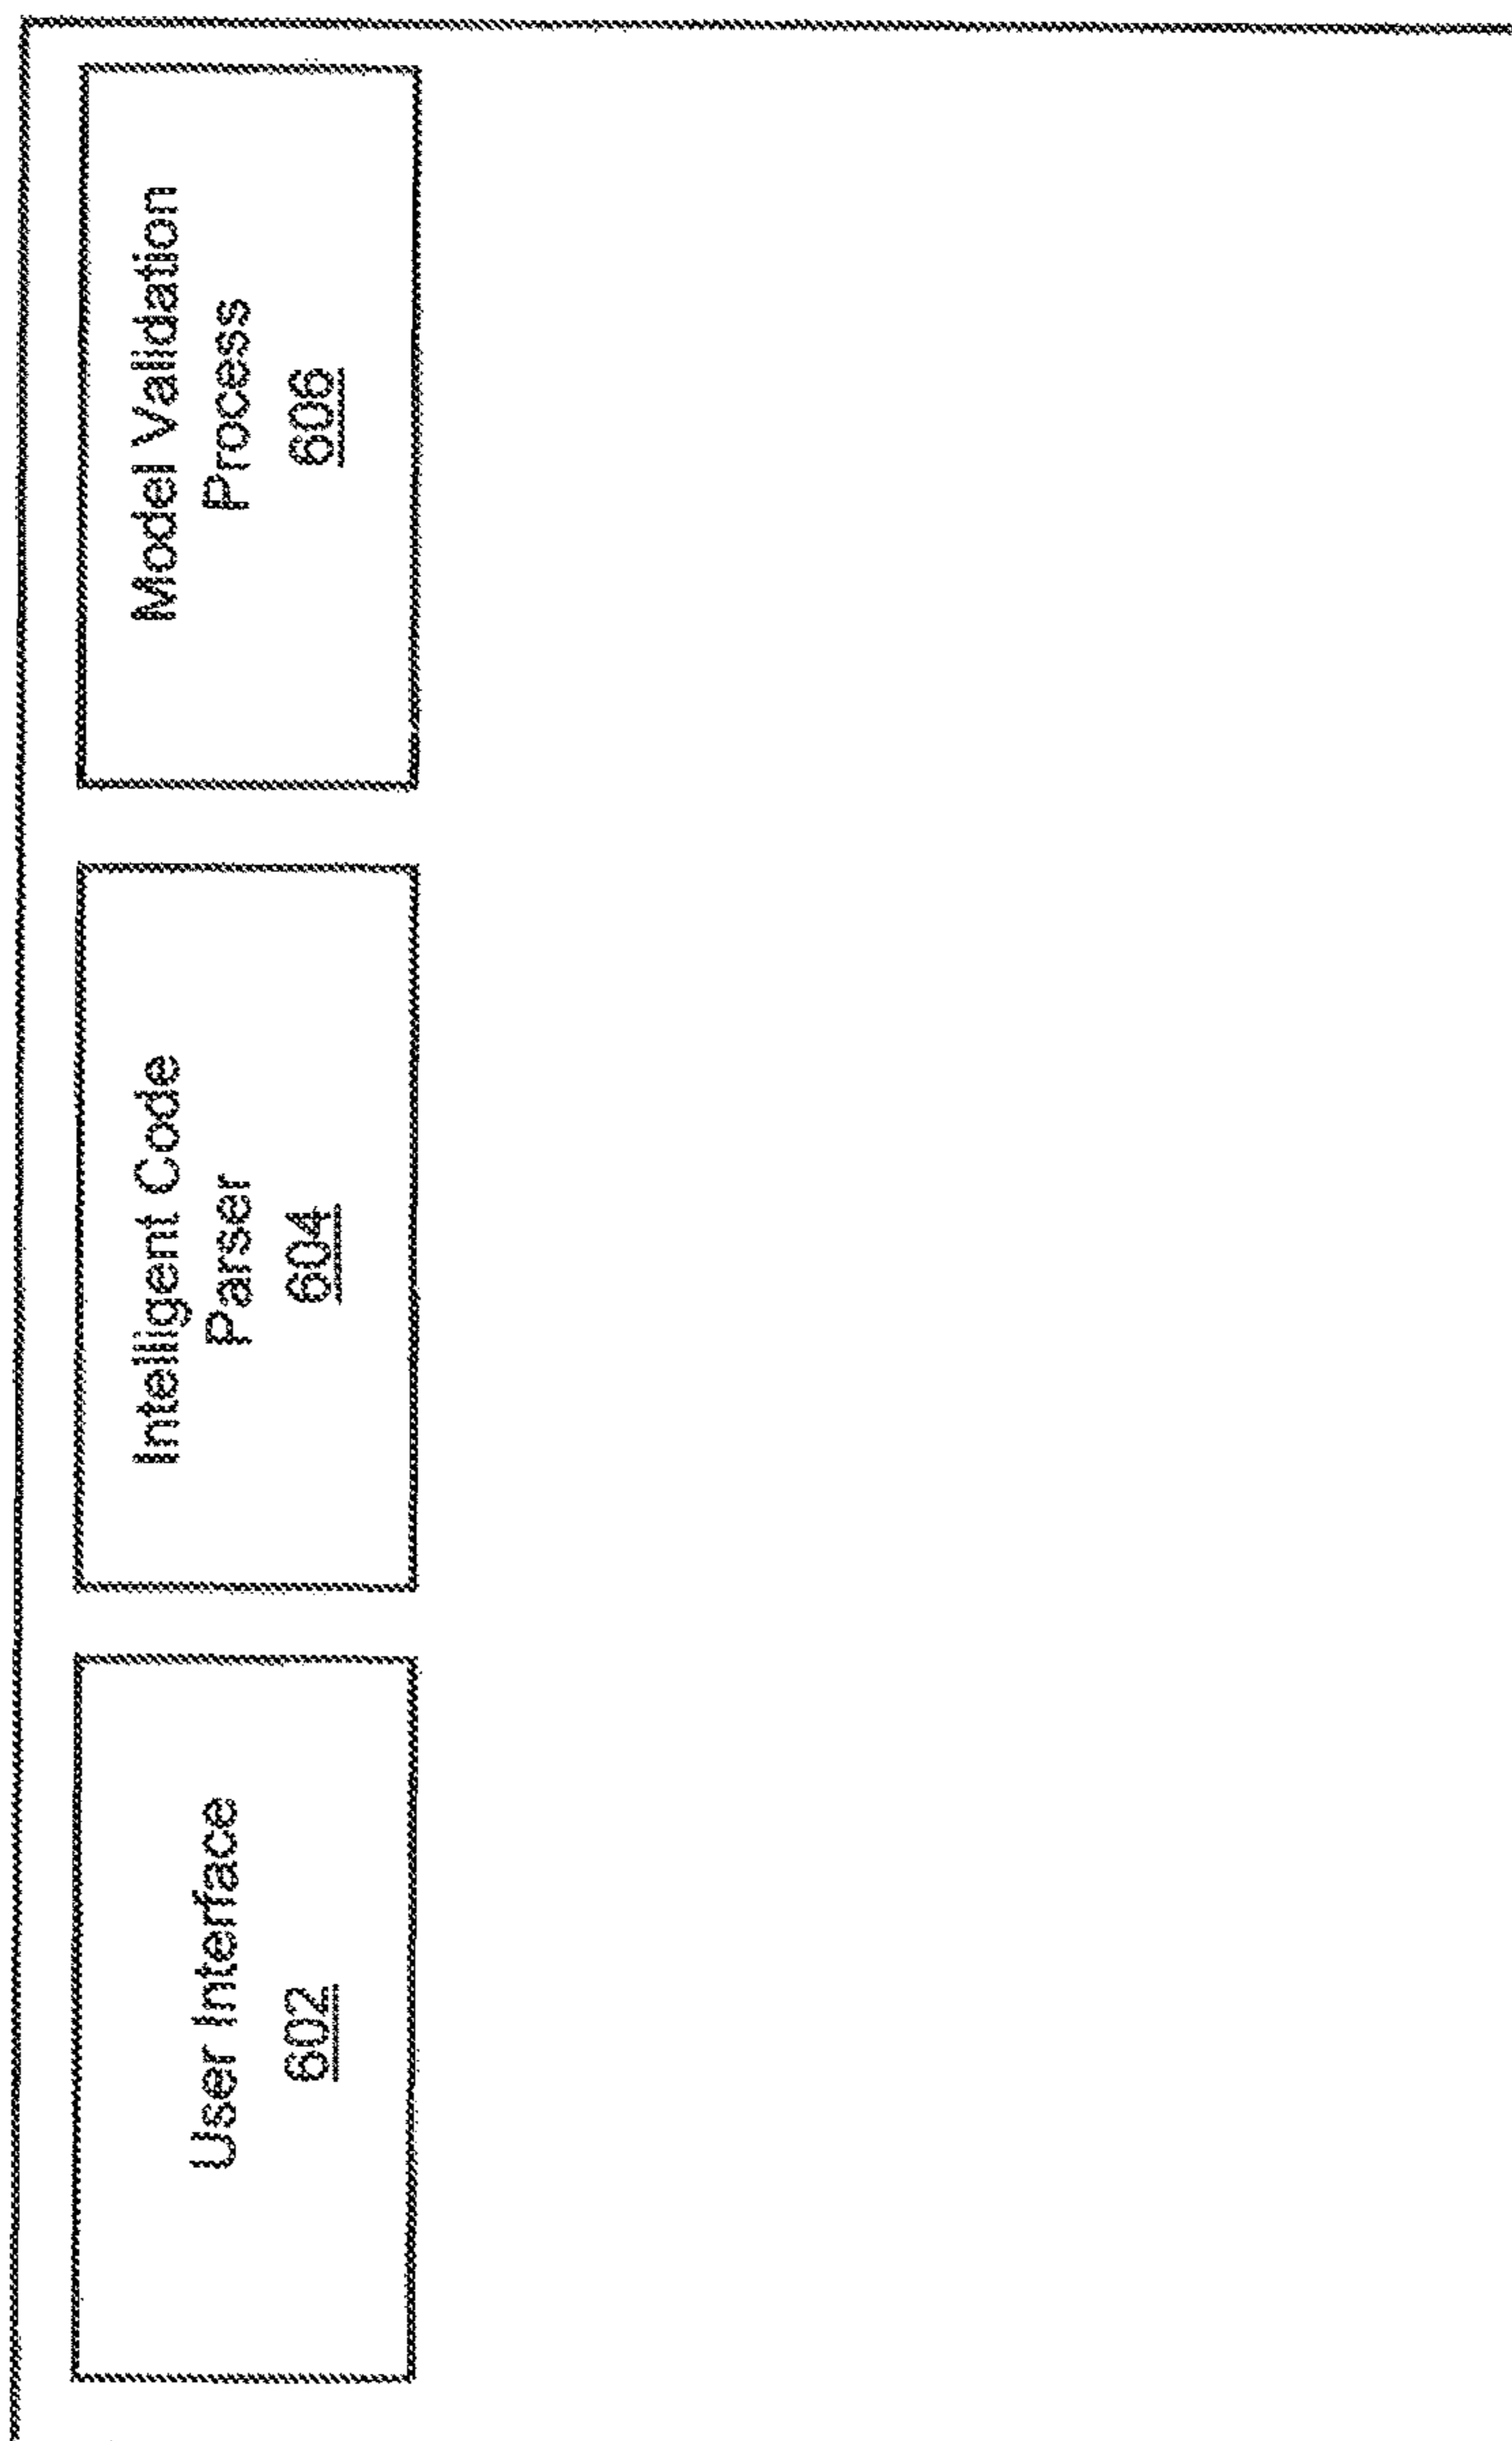 User Interface
602
Intelligent Code
Parser
604
Model Validation
Process
606